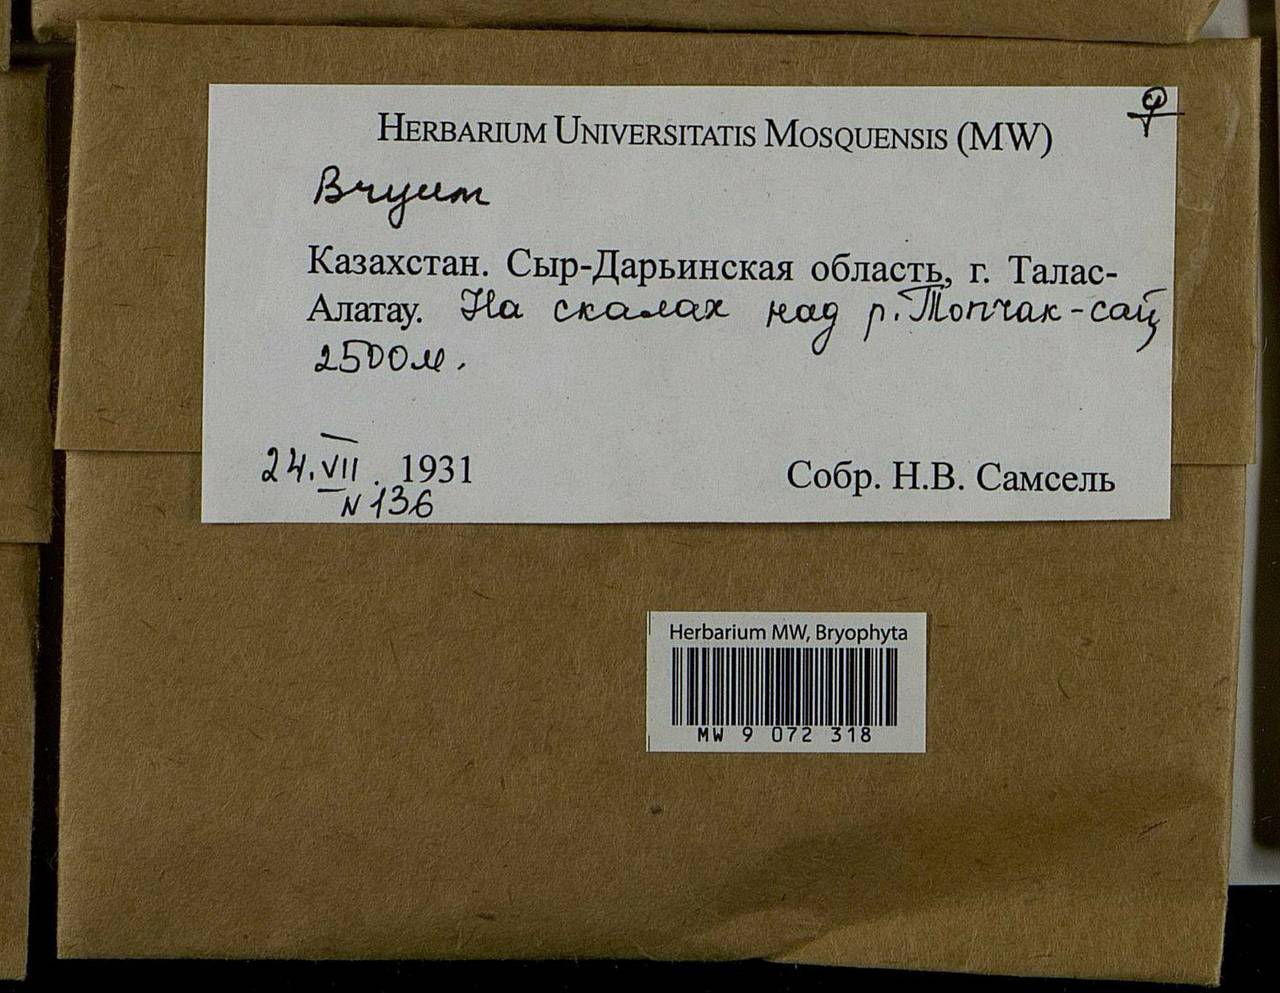 HERBARIUM UNIVERSITATIS MOSQUENSIS (MW)
Bryum
Казахстан. Сыр-Дарьинская область, г. Талас-
Алатау. На скалах над р. Топчак-сай
2500м.
24.VII. 1931
N 136
Собр. Н.В. Самсель
Herbarium MW, Bryophyta
MW 9 072 318